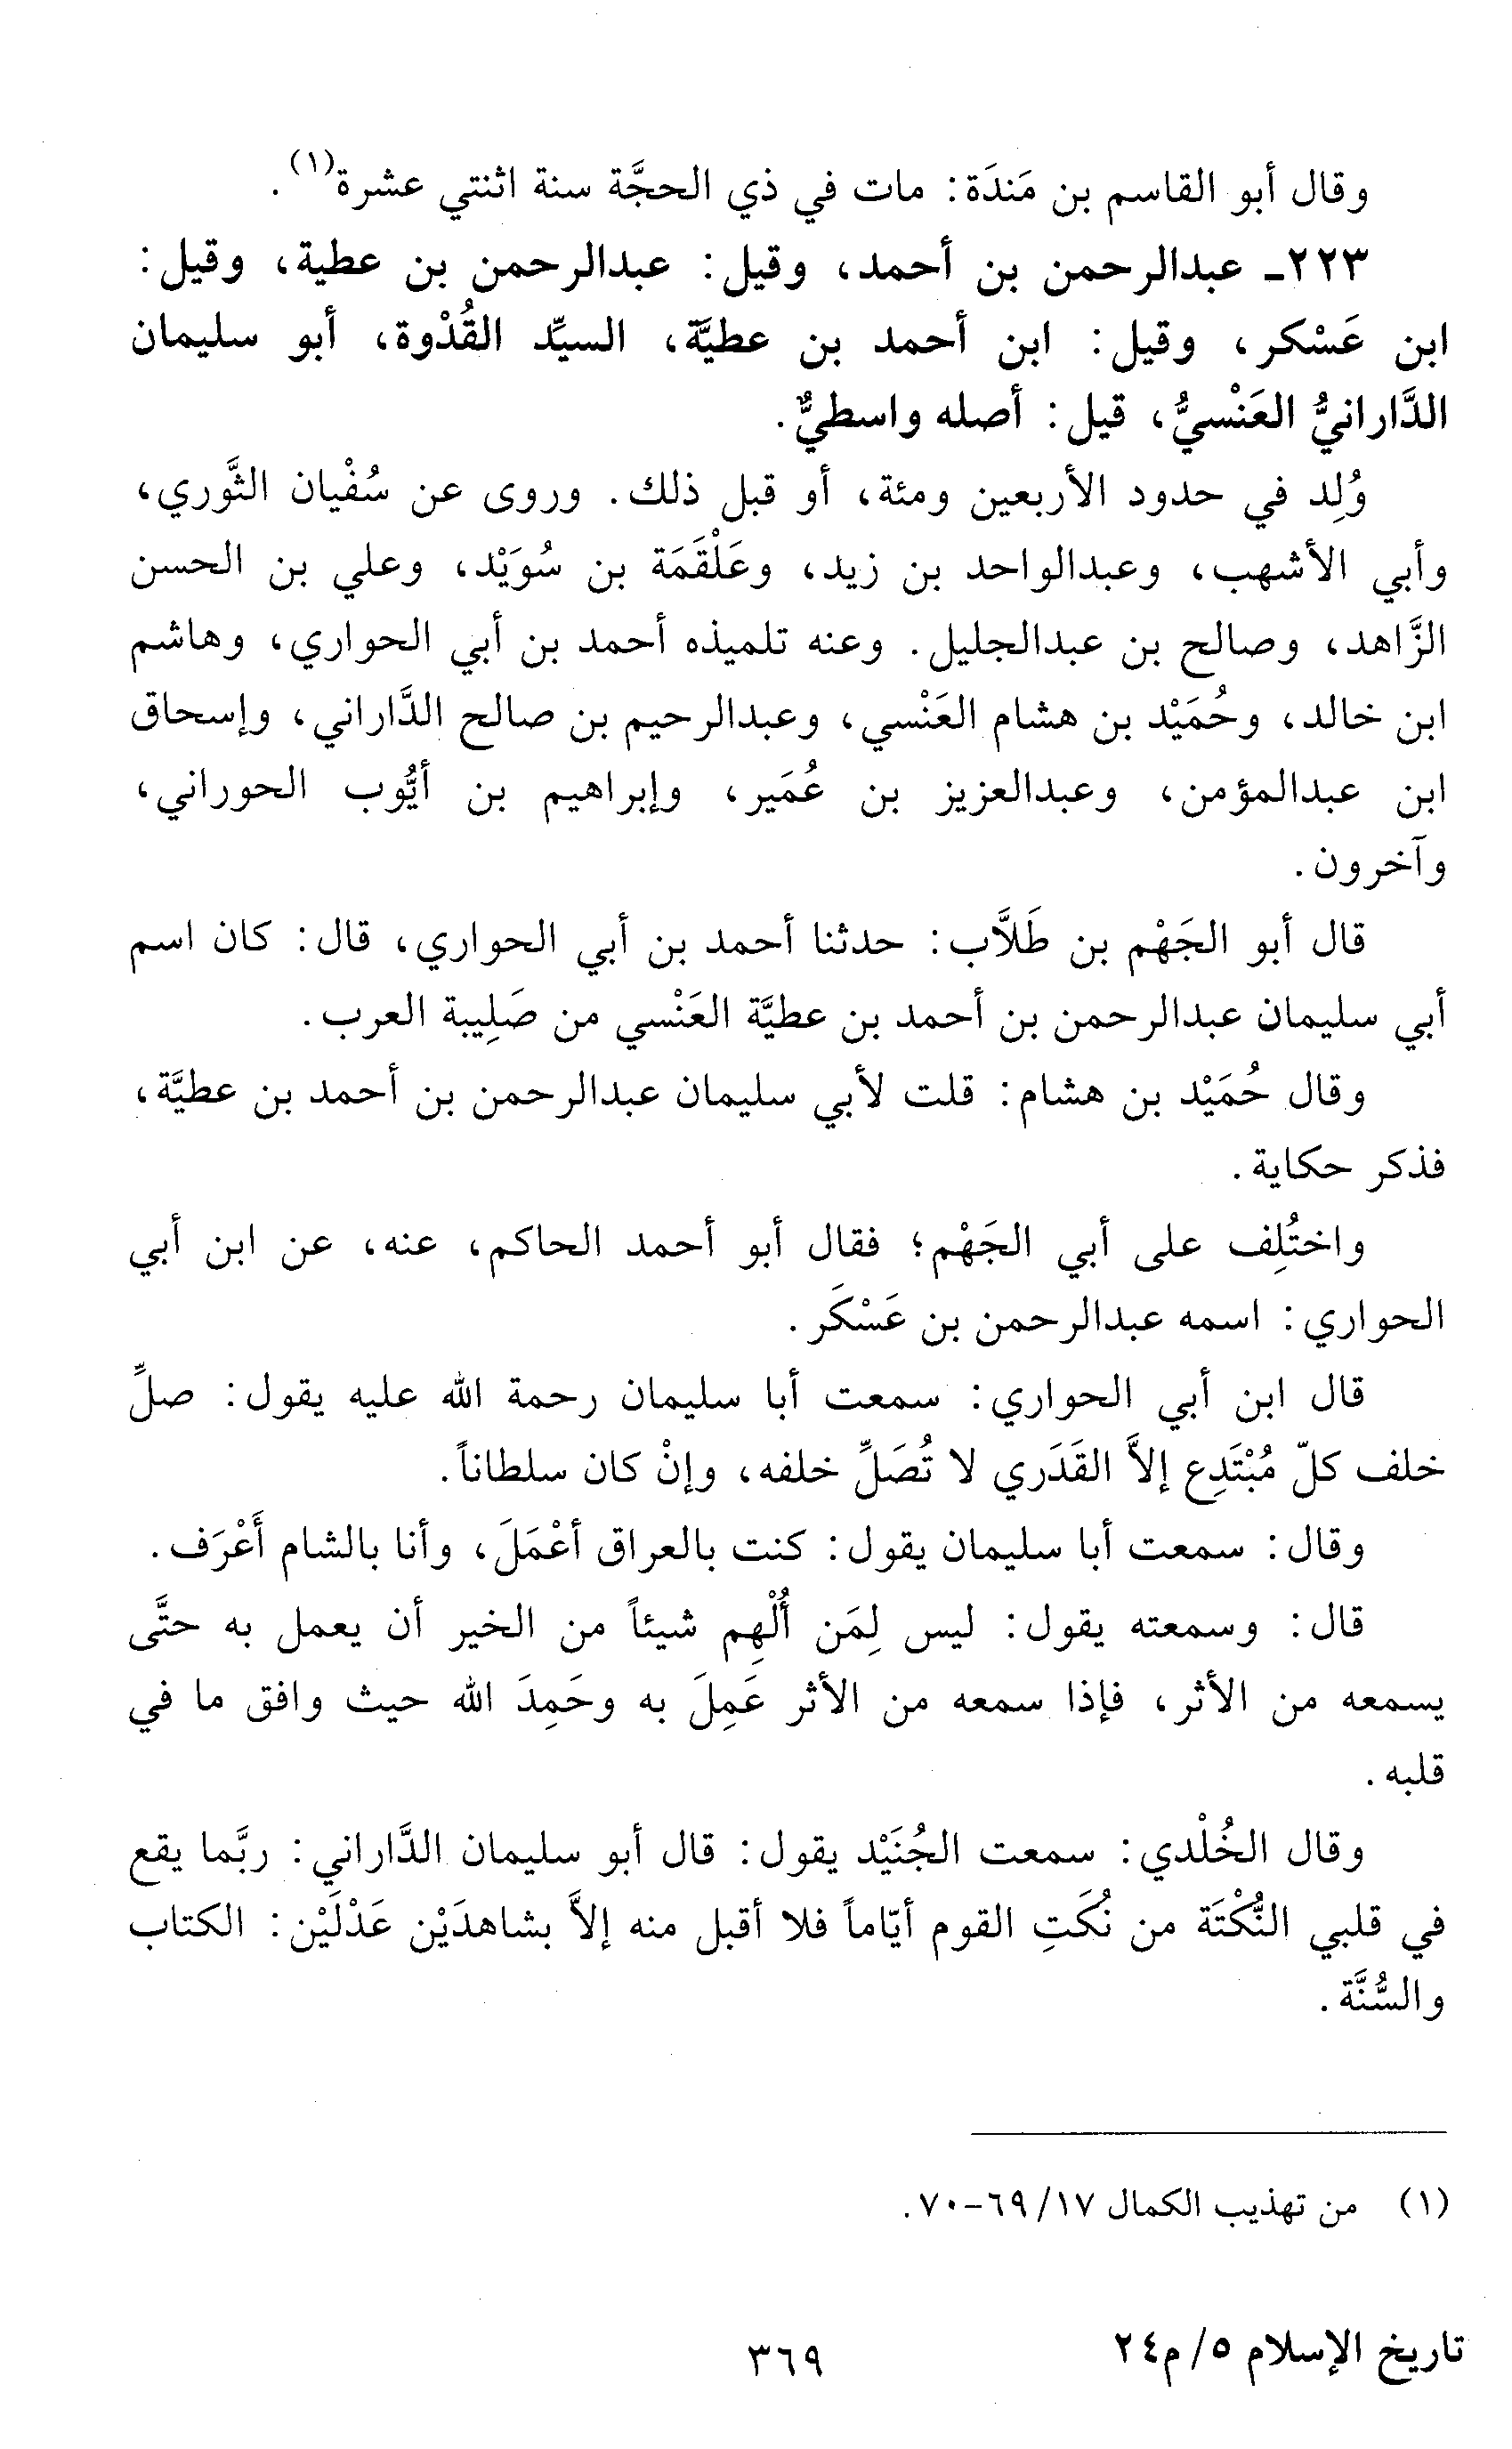 وقال أبو القاسم بن مَندَة: مات في ذي الحجَّة سنة اثنتي عشرة(١).
٢٢٣ـ عبدالرحمن بن أحمد، وقيل: عبدالرحمن بن عطية، وقيل:
ابن عَسْكر، وقيل: ابن أحمد بن عطيَّة، السيِّد القُدْوة، أبو سليمان
الدَّارانيُّ العَنْسيُّ، قيل: أصله واسطيٌّ.
وُلِد في حدود الأربعين ومئة، أو قبل ذلك. وروى عن سُفْيان الثَّوري،
وأبي الأشهب، وعبدالواحد بن زيد، وعَلْقَمَة بن سُوَيْد، وعلي بن الحسن
الزَّاهد، وصالح بن عبدالجليل. وعنه تلميذه أحمد بن أبي الحواري، وهاشم
ابن خالد، وحُمَيْد بن هشام العَنْسي، وعبدالرحيم بن صالح الدَّاراني، وإسحاق
ابن عبدالمؤمن، وعبدالعزيز بن عُمَير، وإبراهيم بن أيُّوب الحوراني،
وآخرون.
قال أبو الجَهْم بن طَلاَّب: حدثنا أحمد بن أبي الحواري، قال: كان اسم
أبي سليمان عبدالرحمن بن أحمد بن عطيَّة العَنْسي من صَلِيبة العرب.
وقال حُمَيْد بن هشام: قلت لأبي سليمان عبدالرحمن بن أحمد بن عطيَّة،
فذكر حكاية.
واختُلِف على أبي الجَهْم؛ فقال أبو أحمد الحاكم، عنه، عن ابن أبي
الحواري: اسمه عبدالرحمن بن عَسْكَر.
قال ابن أبي الحواري: سمعت أبا سليمان رحمة الله عليه يقول: صلِّ
خلف كلّ مُبْتَدِع إلاَّ القَدَري لا تُصَلِّ خلفه، وإنْ كان سلطاناً.
وقال: سمعت أبا سليمان يقول: كنت بالعراق أعْمَلَ، وأنا بالشام أَعْرَف.
قال: وسمعته يقول: ليس لِمَن أُلْهِم شيئاً من الخير أن يعمل به حتَّى
يسمعه من الأثر، فإذا سمعه من الأثر عَمِلَ به وحَمِدَ الله حيث وافق ما في
قلبه.
وقال الخُلْدي: سمعت الجُنَيْد يقول: قال أبو سليمان الدَّاراني: ربَّما يقع
في قلبي النُّكْتَة من نُكَتِ القوم أيّاماً فلا أقبل منه إلاَّ بشاهدَيْن عَدْلَيْن: الكتاب
والسُّنَّة.
(١) من تهذيب الكمال ١٧/ ٦٩-٧٠.
تاريخ الإسلام ٥/ م٢٤
٣٦٩